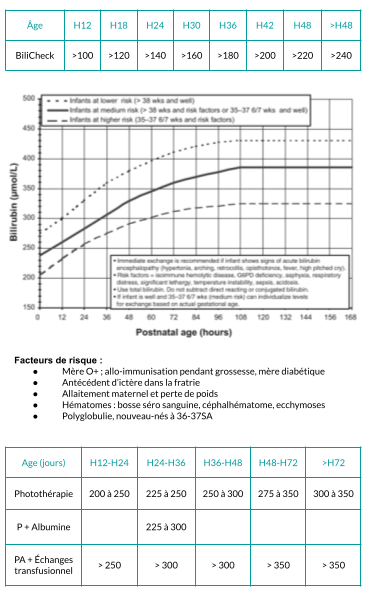 Âge H12 H18 H24 H30 H36 H42 H48 >H48
BiliCheck >100 >120 >140 >160 >180 >200 >220 >240
Infants at lower risk (> 38 wks and well)
Infants at medium risk (> 38 wks and risk factors or 35–37 6/7 wks and well)
Infants at higher risk (35–37 6/7 wks and risk factors)
500
450
400
350
300
250
200
150
Bilirubin (µmol/L)
• Immediate exchange is recommended if infant shows signs of acute bilirubin
encephalopathy (hypertonia, arching, retrocollis, opisthotonos, fever, high pitched cry).
• Risk factors = isoimmune hemolytic disease, G6PD deficiency, asphyxia, respiratory
distress, significant lethargy, temperature instability, sepsis, acidosis.
• Use total bilirubin. Do not subtract direct reacting or conjugated bilirubin.
• If infant is well and 35–37 6/7 wks (medium risk) can individualize levels
for exchange based on actual gestational age.
0 12 24 36 48 60 72 84 96 108 120 132 144 156 168
Postnatal age (hours)
Facteurs de risque :
● Mère O+ ; allo-immunisation pendant grossesse, mère diabétique
● Antécédent d'ictère dans la fratrie
● Allaitement maternel et perte de poids
● Hématomes : bosse séro sanguine, céphalhématome, ecchymoses
● Polyglobulie, nouveau-nés à 36-37SA
Age (jours) H12-H24 H24-H36 H36-H48 H48-H72 >H72
Photothérapie 200 à 250 225 à 250 250 à 300 275 à 350 300 à 350
P + Albumine 225 à 300
PA + Échanges
transfusionnel > 250 > 300 > 300 > 350 > 350